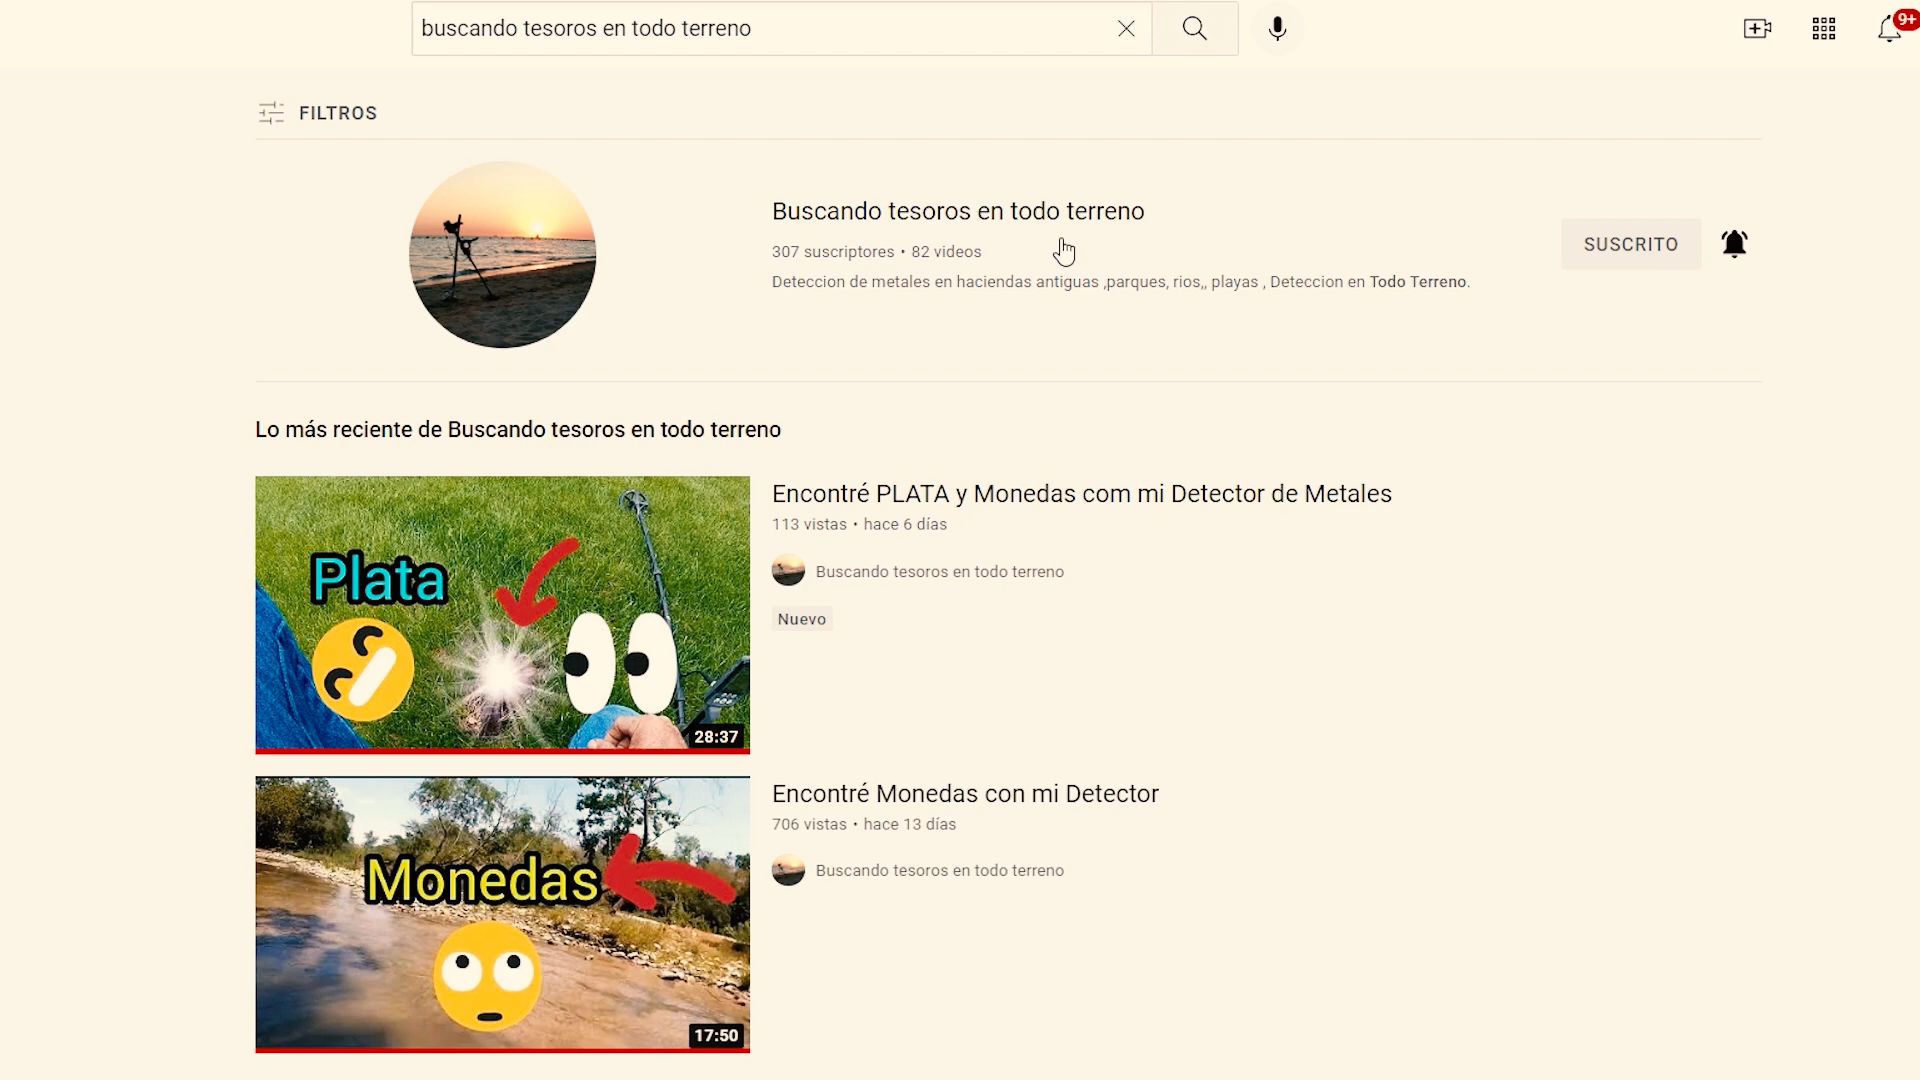 buscando tesoros en todo terreno
9+
FILTROS
Buscando tesoros en todo terreno
307 suscriptores • 82 videos
SUSCRITO
Deteccion de metales en haciendas antiguas ,parques, rios,, playas , Deteccion en Todo Terreno.
Lo más reciente de Buscando tesoros en todo terreno
Plata
28:37
Encontré PLATA y Monedas com mi Detector de Metales
113 vistas • hace 6 días
Buscando tesoros en todo terreno
Nuevo
Monedas
17:50
Encontré Monedas con mi Detector
706 vistas • hace 13 días
Buscando tesoros en todo terreno